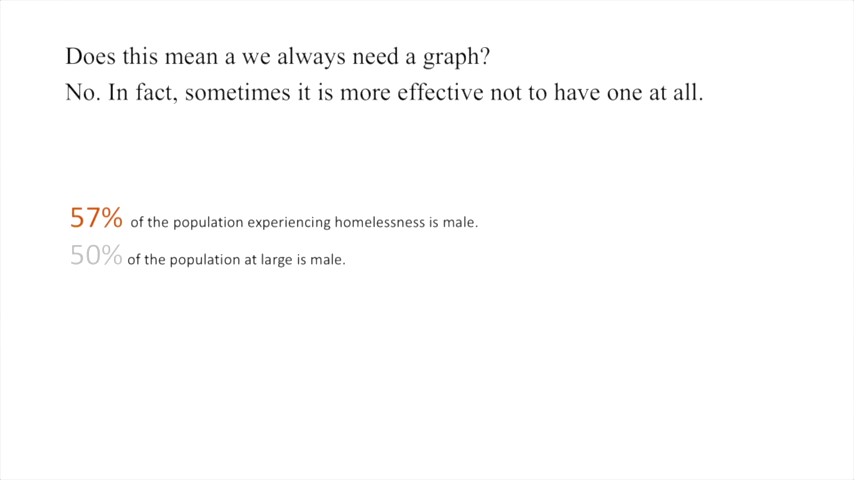 Does this mean a we always need a graph?
No. In fact, sometimes it is more effective not to have one at all.
57% of the population experiencing homelessness is male.
50% of the population at large is male.